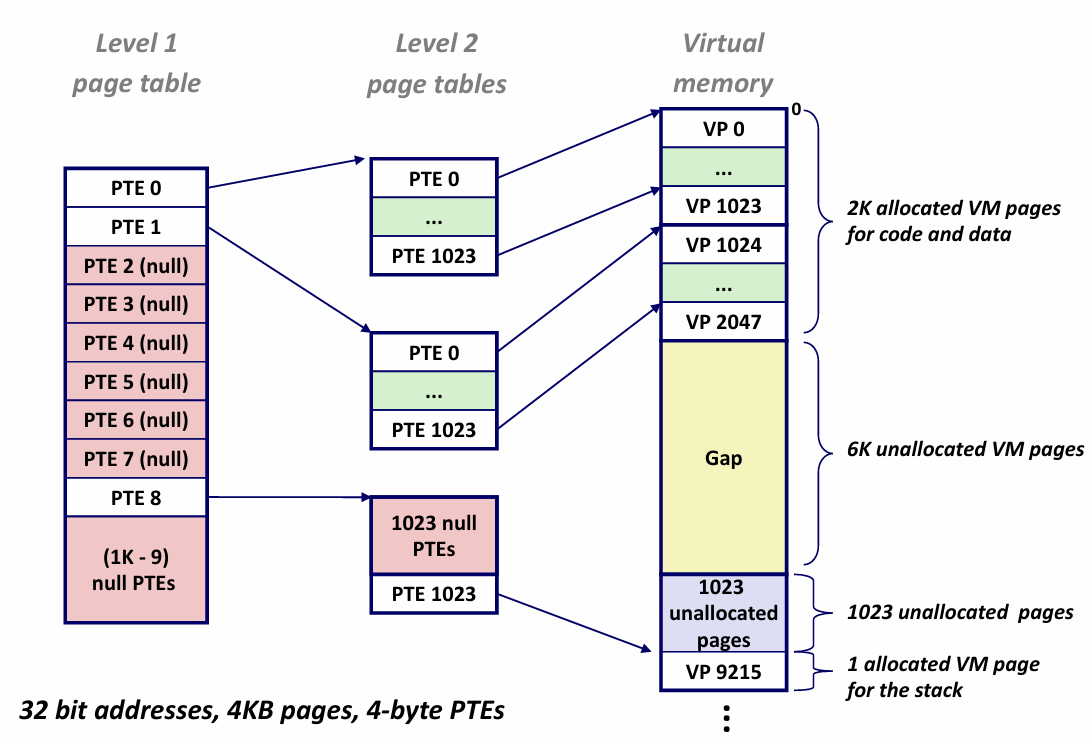 Level 1
page table
Level 2
page tables
Virtual
memory
PTE 0
PTE 1
PTE 2 (null)
PTE 3 (null)
PTE 4 (null)
PTE 5 (null)
PTE 6 (null)
PTE 7 (null)
PTE 8
(1K - 9)
null PTEs
PTE 0
...
PTE 1023
PTE 0
...
PTE 1023
1023 null
PTEs
PTE 1023
0
VP 0
...
VP 1023
VP 1024
...
VP 2047
Gap
1023
unallocated
pages
VP 9215
...
2K allocated VM pages
for code and data
6K unallocated VM pages
1023 unallocated pages
1 allocated VM page
for the stack
32 bit addresses, 4KB pages, 4-byte PTEs